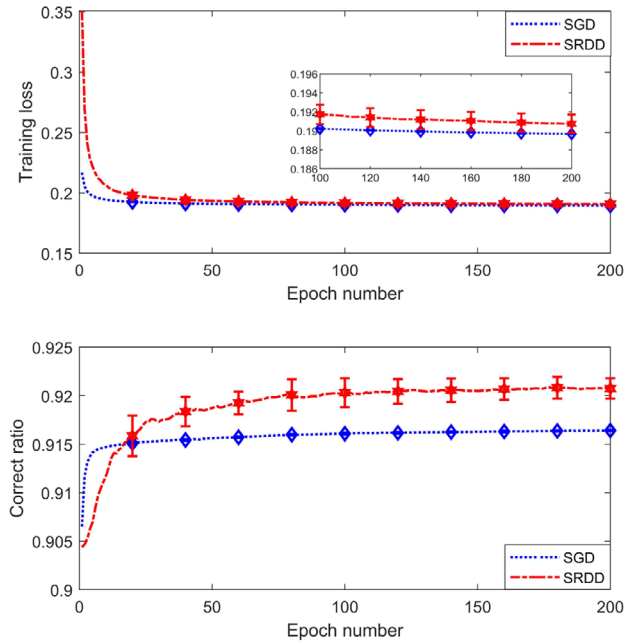 0.35
0.3
0.25
0.2
0.15
Training loss
SGD
SRDD
0.196
0.194
0.192
0.19
0.188
0.186
100 120 140 160 180 200
0 50 100 150 200
Epoch number
0.925
0.92
0.915
0.91
0.905
0.9
Correct ratio
SGD
SRDD
0 50 100 150 200
Epoch number